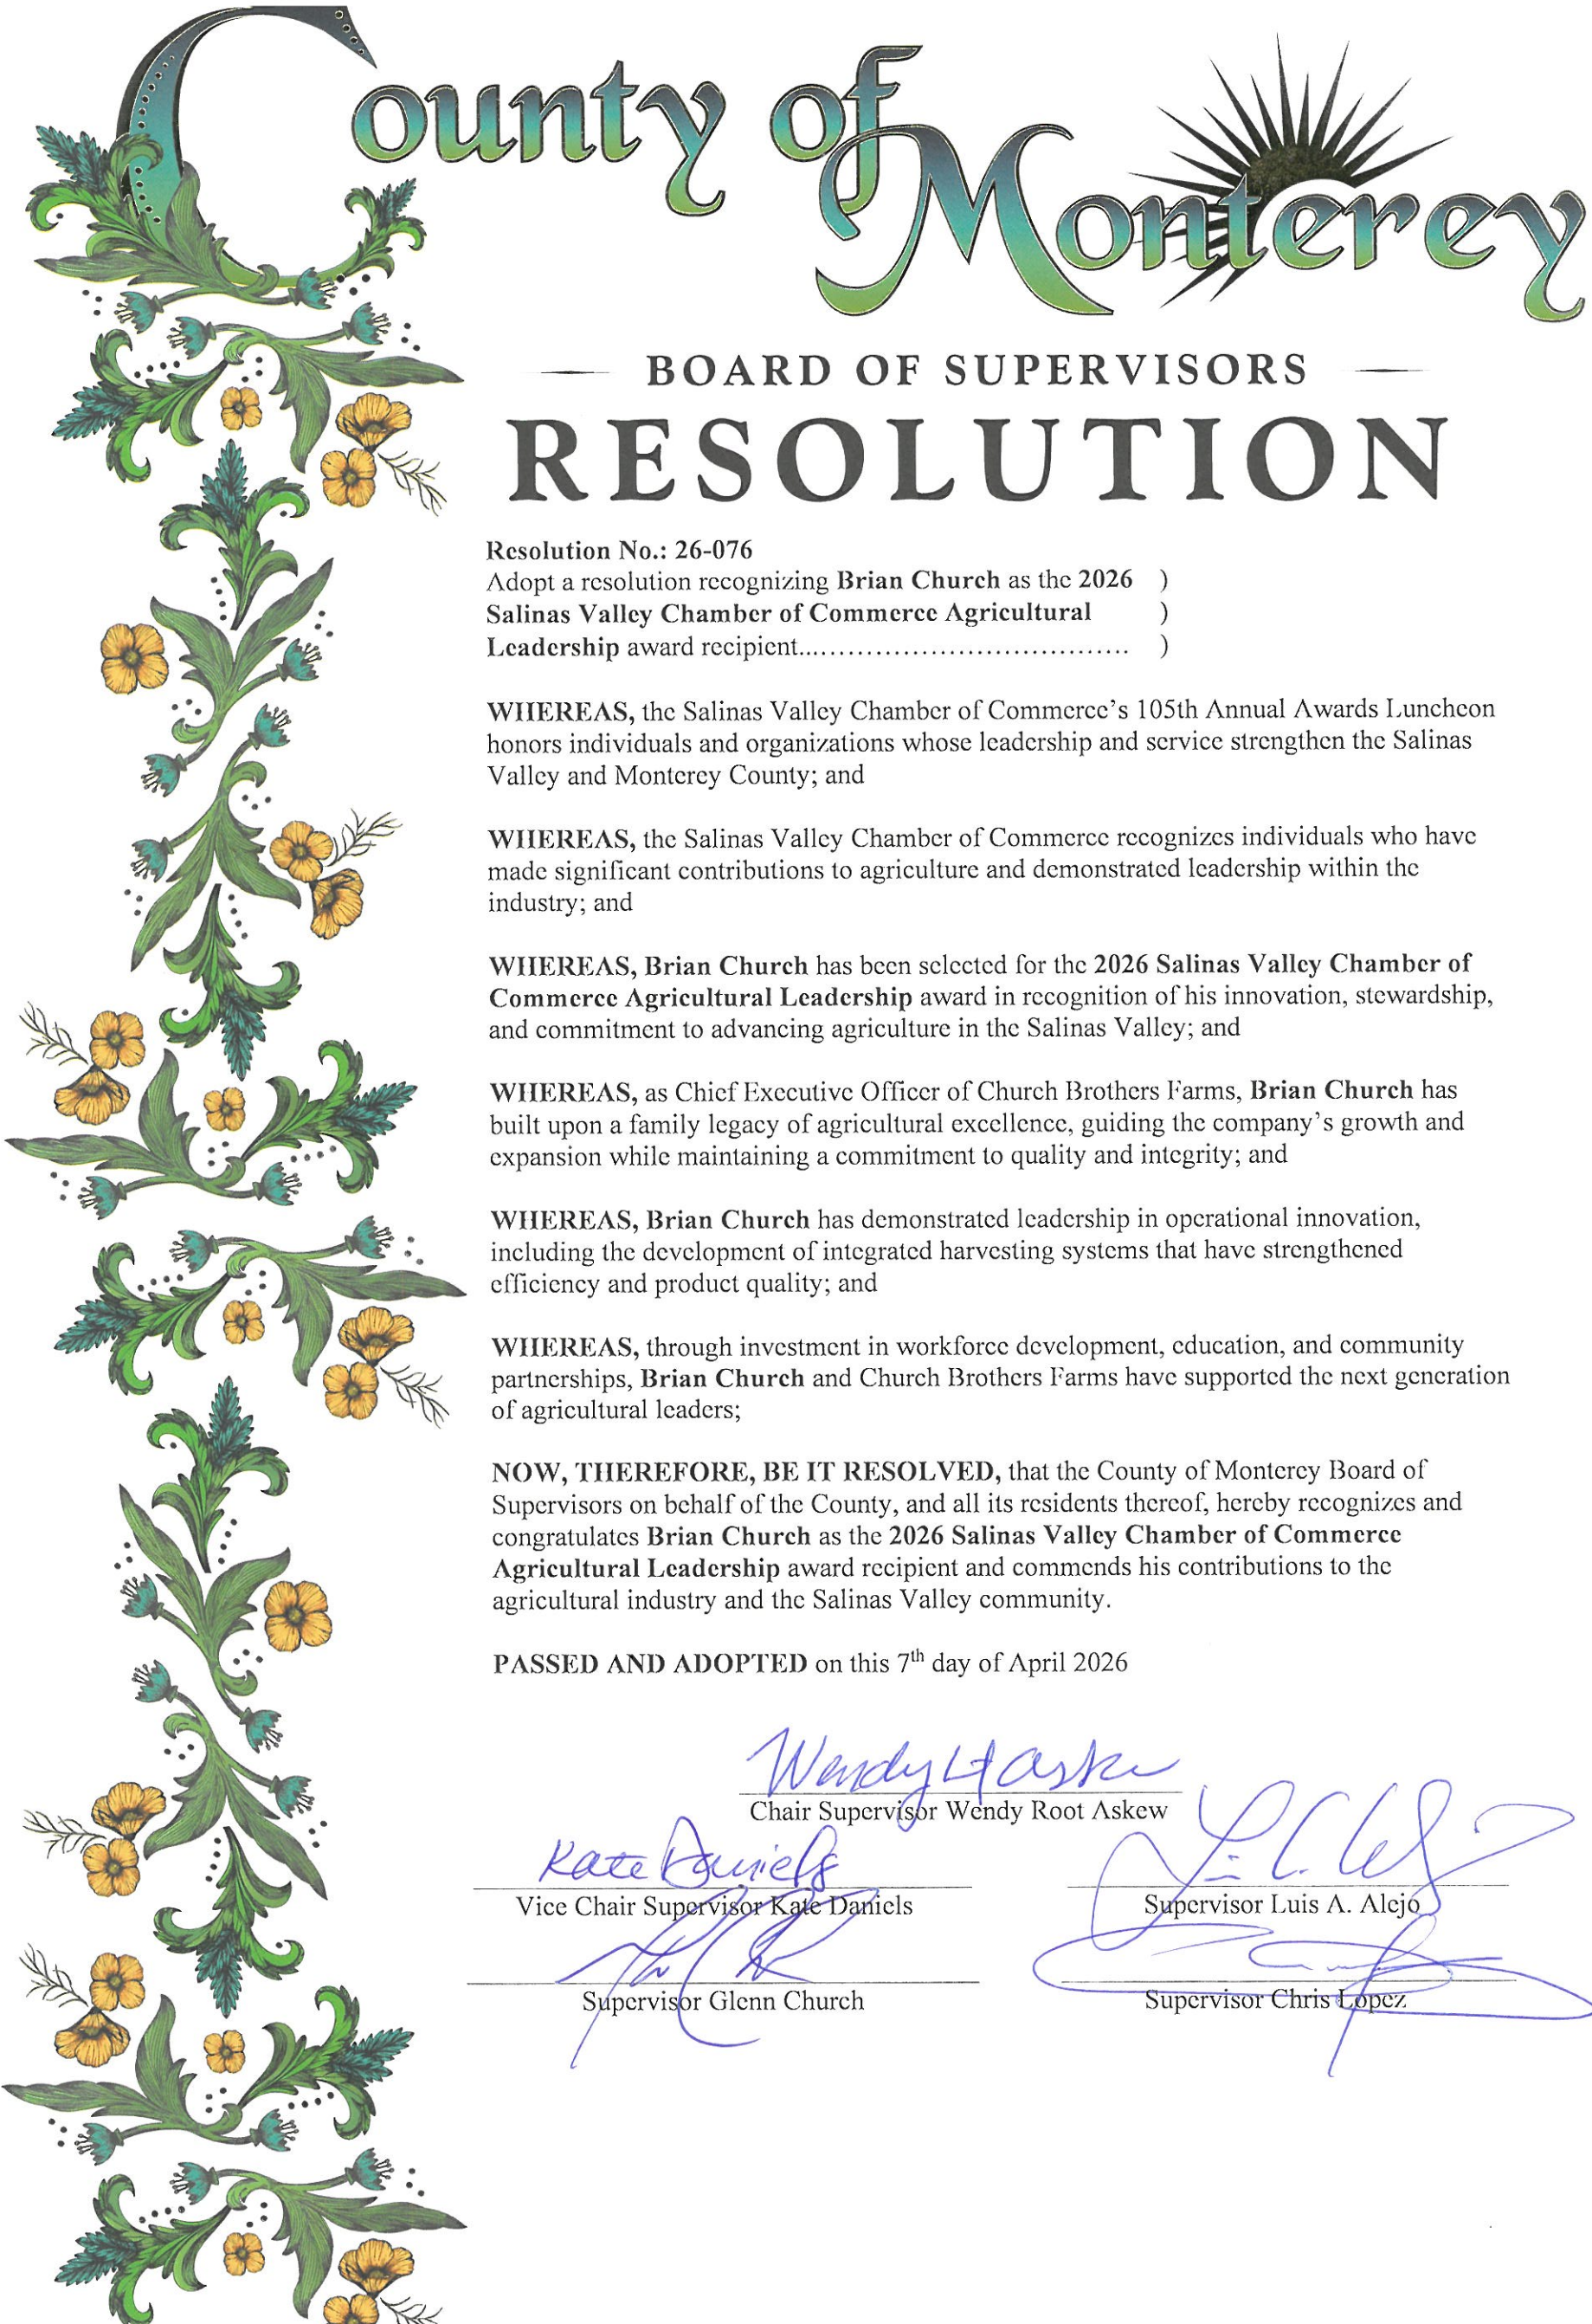 County of Monterey
BOARD OF SUPERVISORS
RESOLUTION
Resolution No.: 26-076
Adopt a resolution recognizing Brian Church as the 2026 )
Salinas Valley Chamber of Commerce Agricultural )
Leadership award recipient.................................... )
WHEREAS, the Salinas Valley Chamber of Commerce's 105th Annual Awards Luncheon
honors individuals and organizations whose leadership and service strengthen the Salinas
Valley and Monterey County; and
WHEREAS, the Salinas Valley Chamber of Commerce recognizes individuals who have
made significant contributions to agriculture and demonstrated leadership within the
industry; and
WHEREAS, Brian Church has been selected for the 2026 Salinas Valley Chamber of
Commerce Agricultural Leadership award in recognition of his innovation, stewardship,
and commitment to advancing agriculture in the Salinas Valley; and
WHEREAS, as Chief Executive Officer of Church Brothers Farms, Brian Church has
built upon a family legacy of agricultural excellence, guiding the company's growth and
expansion while maintaining a commitment to quality and integrity; and
WHEREAS, Brian Church has demonstrated leadership in operational innovation,
including the development of integrated harvesting systems that have strengthened
efficiency and product quality; and
WHEREAS, through investment in workforce development, education, and community
partnerships, Brian Church and Church Brothers Farms have supported the next generation
of agricultural leaders;
NOW, THEREFORE, BE IT RESOLVED, that the County of Monterey Board of
Supervisors on behalf of the County, and all its residents thereof, hereby recognizes and
congratulates Brian Church as the 2026 Salinas Valley Chamber of Commerce
Agricultural Leadership award recipient and commends his contributions to the
agricultural industry and the Salinas Valley community.
PASSED AND ADOPTED on this 7th day of April 2026
Chair Supervisor Wendy Root Askew
Kate Daniels
Vice Chair Supervisor Kate Daniels
Supervisor Luis A. Alejo
Supervisor Glenn Church
Supervisor Chris Lopez